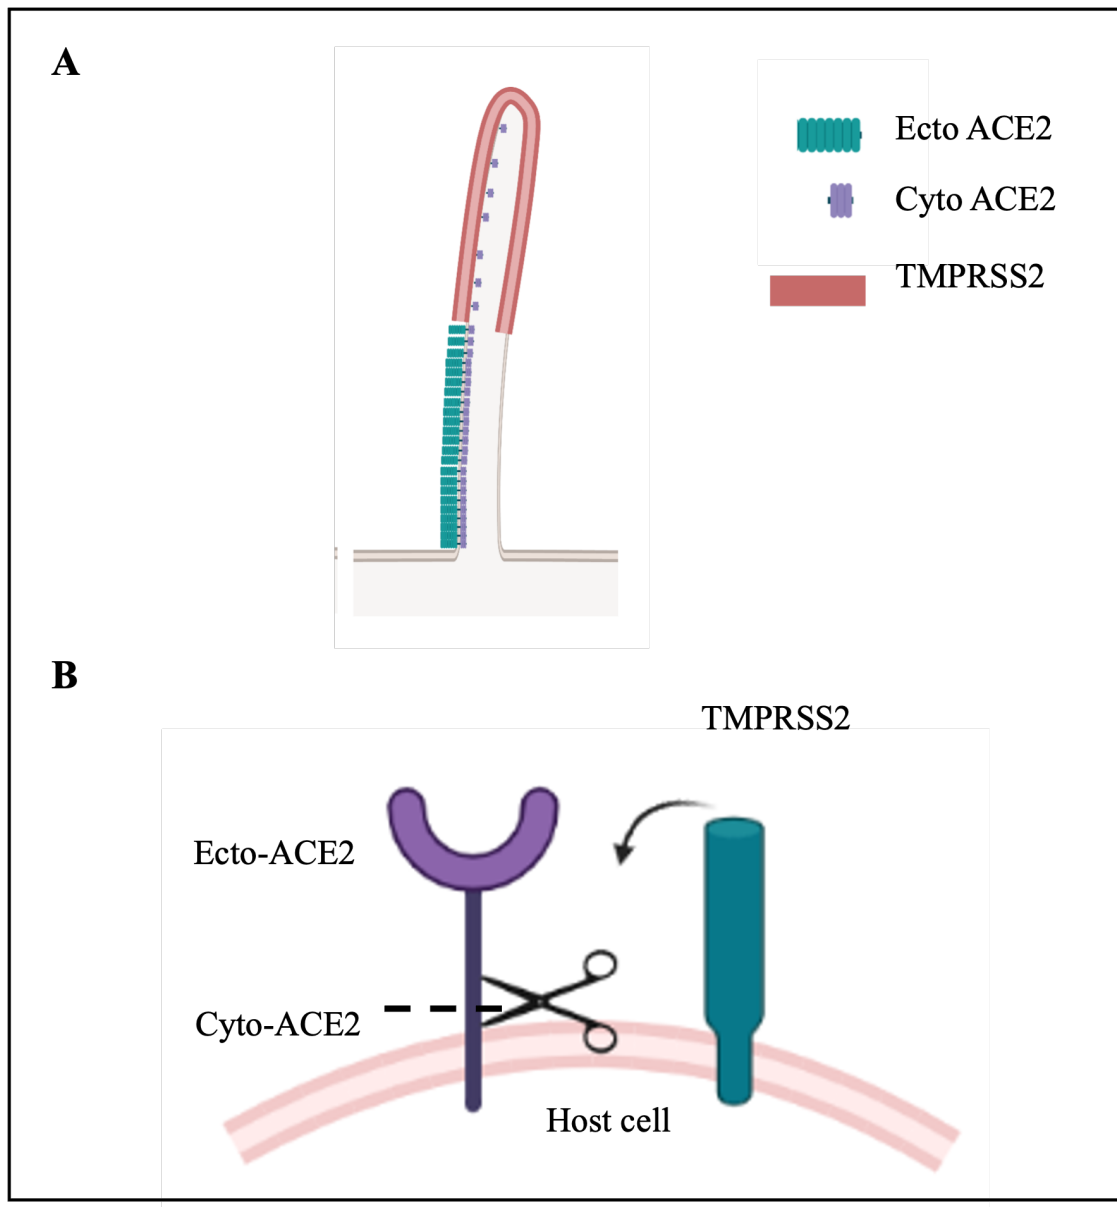 A
Ecto ACE2
Cyto ACE2
TMPRSS2
B
TMPRSS2
Ecto-ACE2
Cyto-ACE2
Host cell